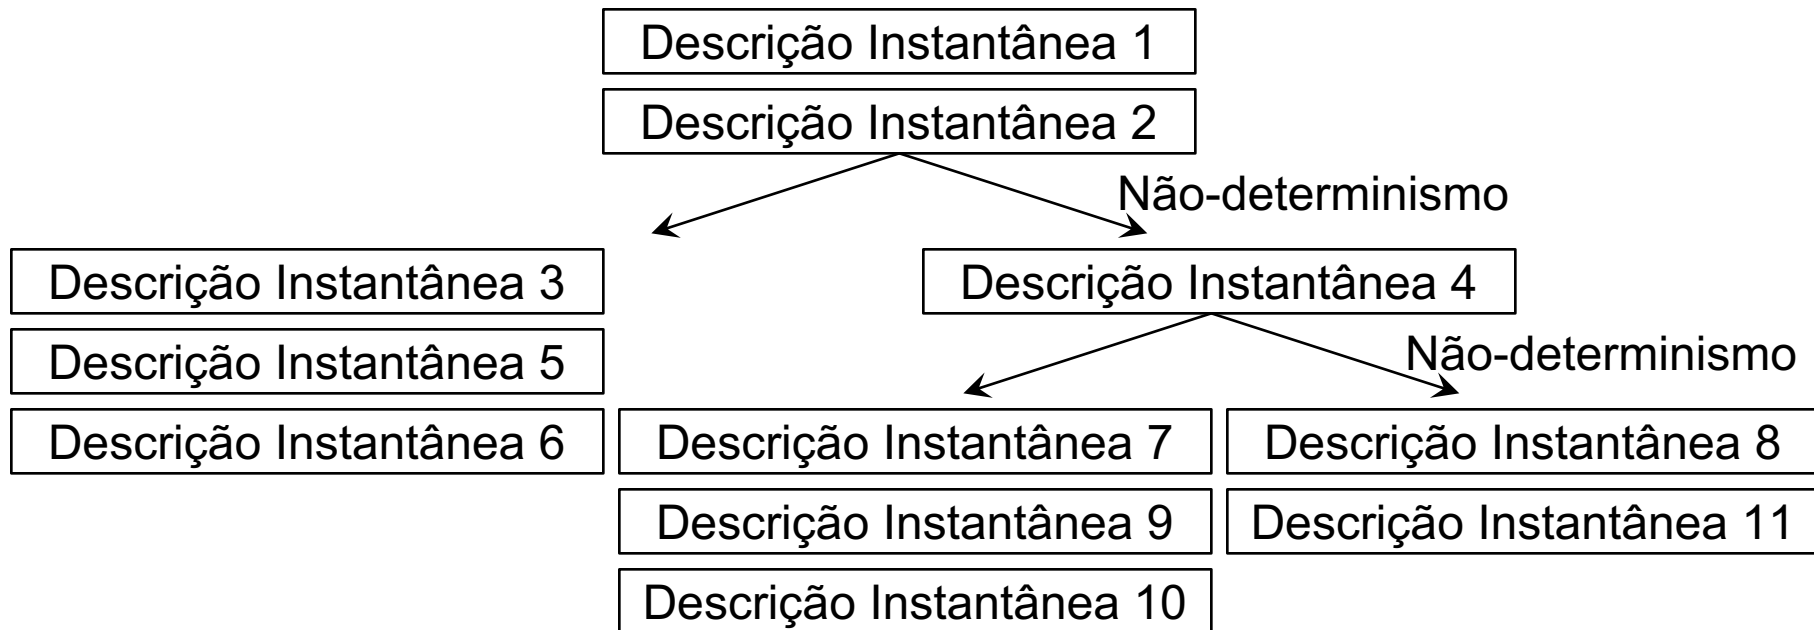 Descrição Instantânea 1
Descrição Instantânea 2
Não-determinismo
Descrição Instantânea 3
Descrição Instantânea 4
Descrição Instantânea 5
Não-determinismo
Descrição Instantânea 6
Descrição Instantânea 7
Descrição Instantânea 8
Descrição Instantânea 9
Descrição Instantânea 11
Descrição Instantânea 10